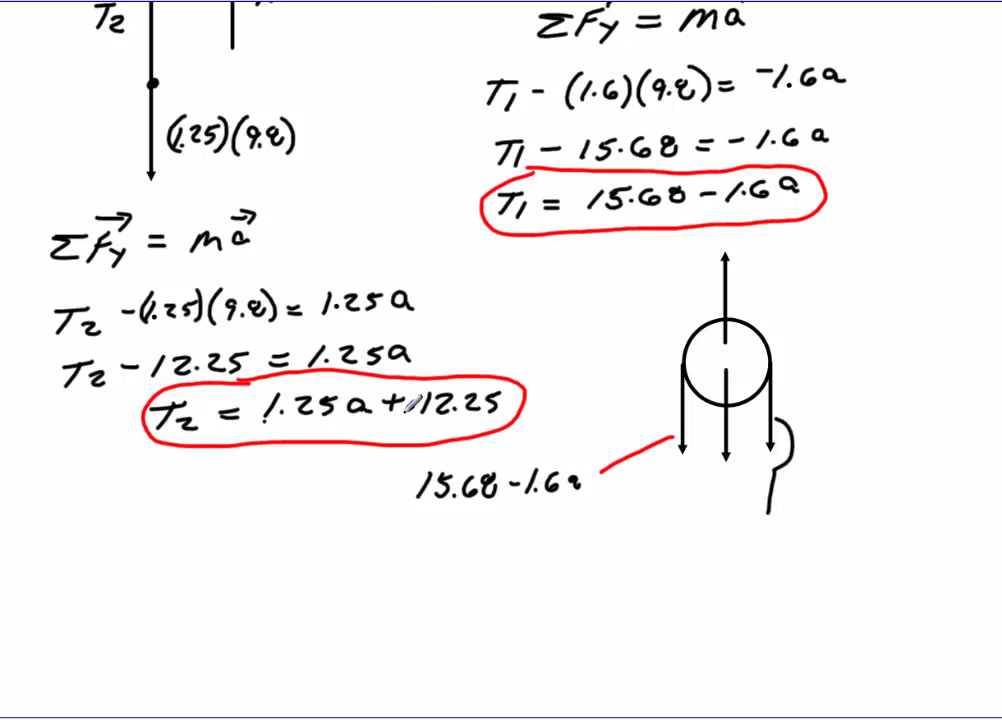 T2
(1.25)(9.8)
ΣF⃗y = ma⃗
T2 -(1.25)(9.8) = 1.25a
T2 - 12.25 = 1.25a
T2 = 1.25a + 12.25
ΣFy = ma
T1 - (1.6)(9.8) = -1.6a
T1 - 15.68 = -1.6a
T1 = 15.68 - 1.6a
15.68 - 1.6a